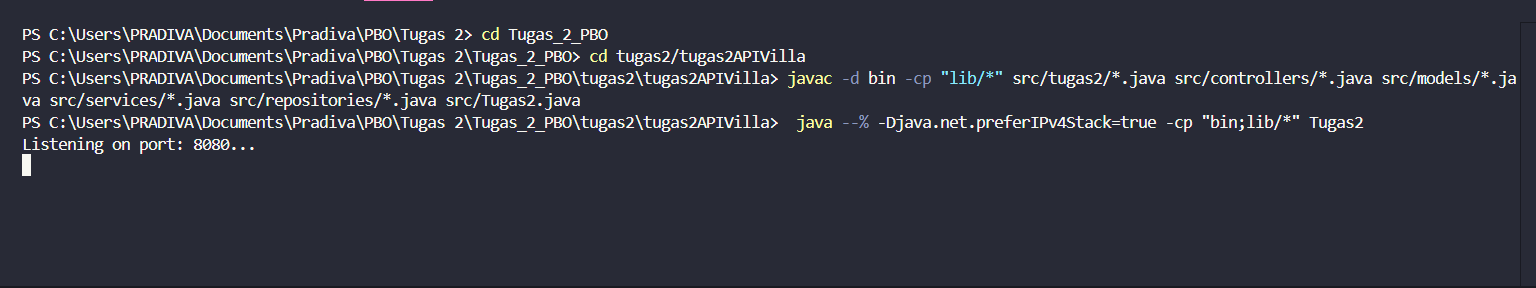 PS C:\Users\PRADIVA\Documents\Pradiva\PBO\Tugas 2> cd Tugas_2_PBO
PS C:\Users\PRADIVA\Documents\Pradiva\PBO\Tugas 2\Tugas_2_PBO> cd tugas2/tugas2APIVilla
PS C:\Users\PRADIVA\Documents\Pradiva\PBO\Tugas 2\Tugas_2_PBO\tugas2\tugas2APIVilla> javac -d bin -cp "lib/*" src/tugas2/*.java src/controllers/*.java src/models/*.ja
va src/services/*.java src/repositories/*.java src/Tugas2.java
PS C:\Users\PRADIVA\Documents\Pradiva\PBO\Tugas 2\Tugas_2_PBO\tugas2\tugas2APIVilla>  java --% -Djava.net.preferIPv4Stack=true -cp "bin;lib/*" Tugas2
Listening on port: 8080...